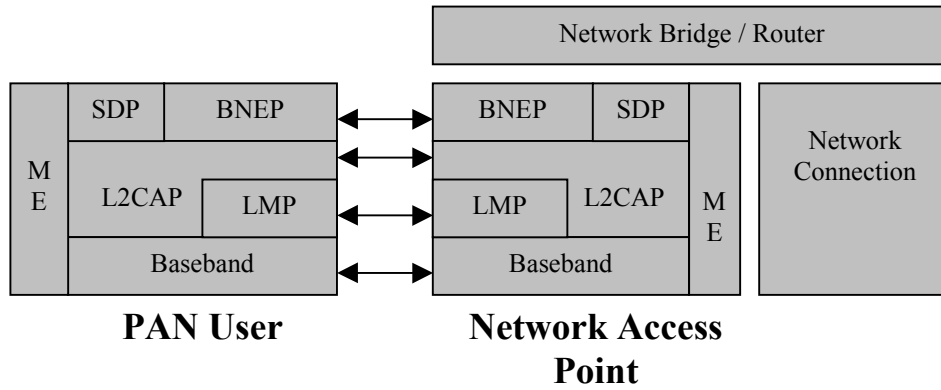 Network Bridge / Router
SDP
BNEP
BNEP
SDP
M
E
L2CAP
LMP
LMP
L2CAP
M
E
Network
Connection
Baseband
Baseband
PAN User
Network Access
Point